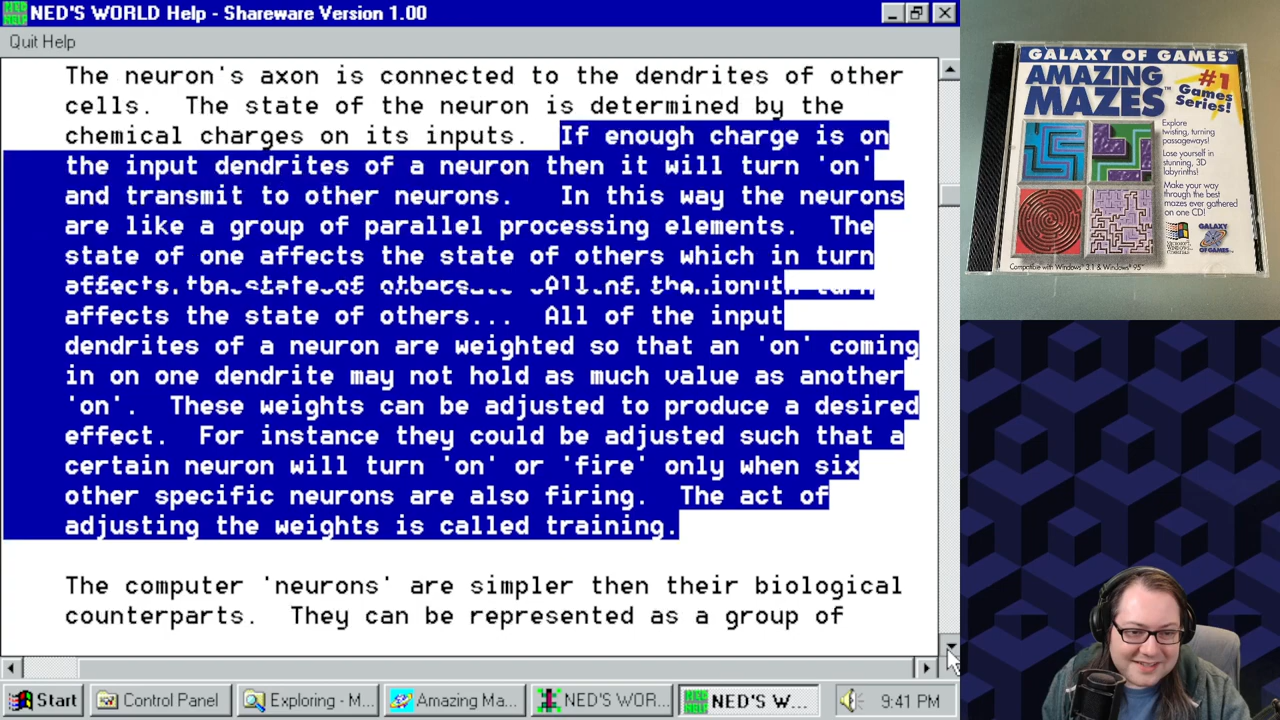 NED'S WORLD Help - Shareware Version 1.00
Quit Help
The neuron's axon is connected to the dendrites of other
cells.  The state of the neuron is determined by the
chemical charges on its inputs.  If enough charge is on
the input dendrites of a neuron then it will turn 'on'
and transmit to other neurons.   In this way the neurons
are like a group of parallel processing elements.  The
state of one affects the state of others which in turn
affects the state of others... All of the input
dendrites of a neuron are weighted so that an 'on' coming
in on one dendrite may not hold as much value as another
'on'.  These weights can be adjusted to produce a desired
effect.  For instance they could be adjusted such that a
certain neuron will turn 'on' or 'fire' only when six
other specific neurons are also firing.  The act of
adjusting the weights is called training.
The computer 'neurons' are simpler then their biological
counterparts.  They can be represented as a group of
Start
Control Panel
Exploring - M...
Amazing Ma...
NED'S WOR...
NED'S W...
9:41 PM
GALAXY OF GAMES
AMAZING
MAZES
#1
Games
Series!
Explore
twisting, turning
passageways!
Lose yourself in
stunning, 3D
labyrinths!
Make your way
through the best
mazes ever gathered
on one CD!
GALAXY
OF GAMES
Compatible with Windows 3.1 & Windows 95